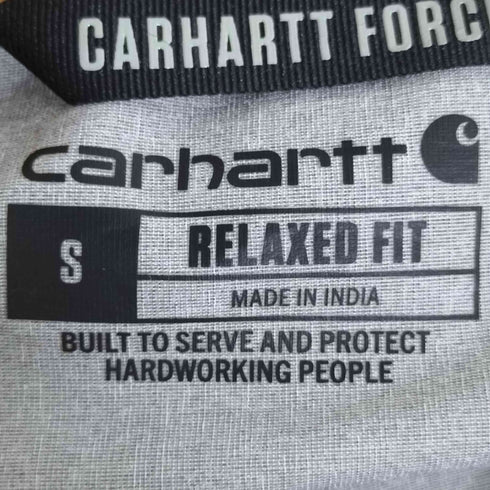 CARHARTT FORC
carhartt
S
RELAXED FIT
MADE IN INDIA
BUILT TO SERVE AND PROTECT
HARDWORKING PEOPLE